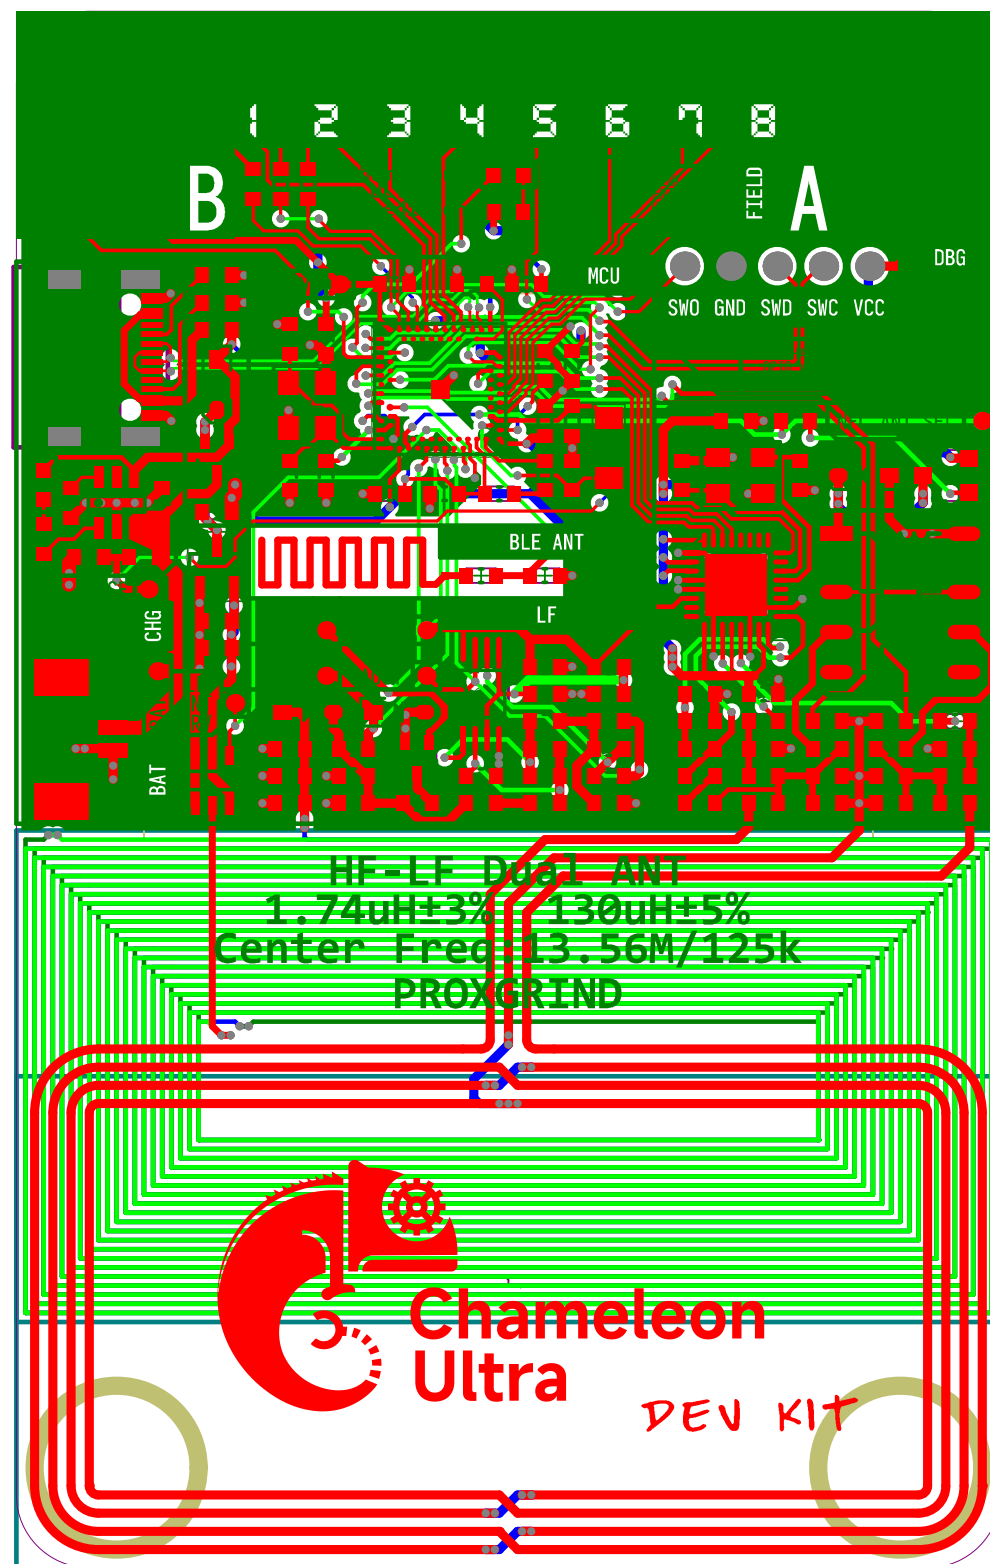 1 2 3 4 5 6 7 8
B
FIELD
A
MCU
DBG
SWO GND SWD SWC VCC
BLE ANT
LF
CHG
BAT
HF-LF Dual ANT
1.74uH±3% 130uH±5%
Center Freq:13.56M/125k
PROXGRIND
Chameleon
Ultra
DEV KIT